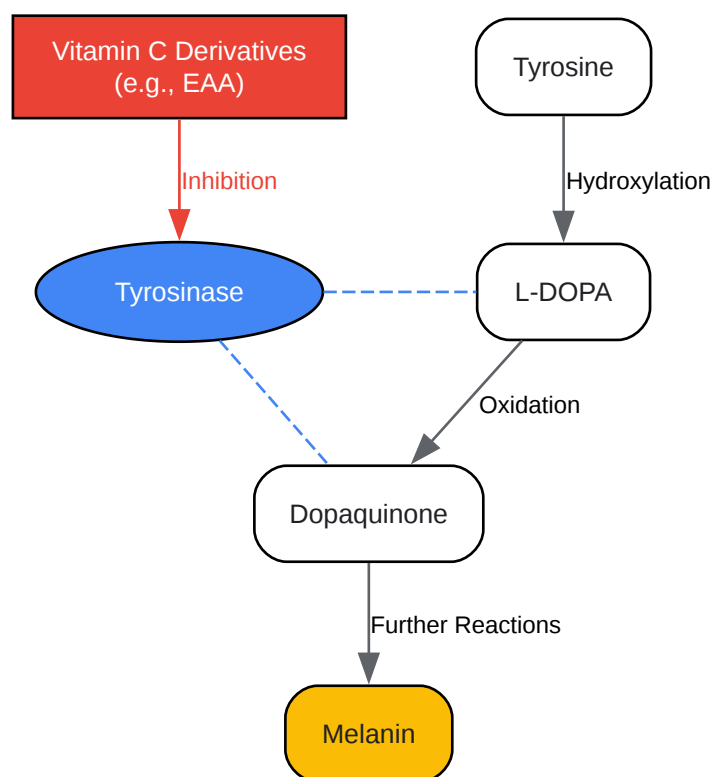 Vitamin C Derivatives
(e.g., EAA)
Tyrosine
Inhibition
Hydroxylation
Tyrosinase
L-DOPA
Oxidation
Dopaquinone
Further Reactions
Melanin